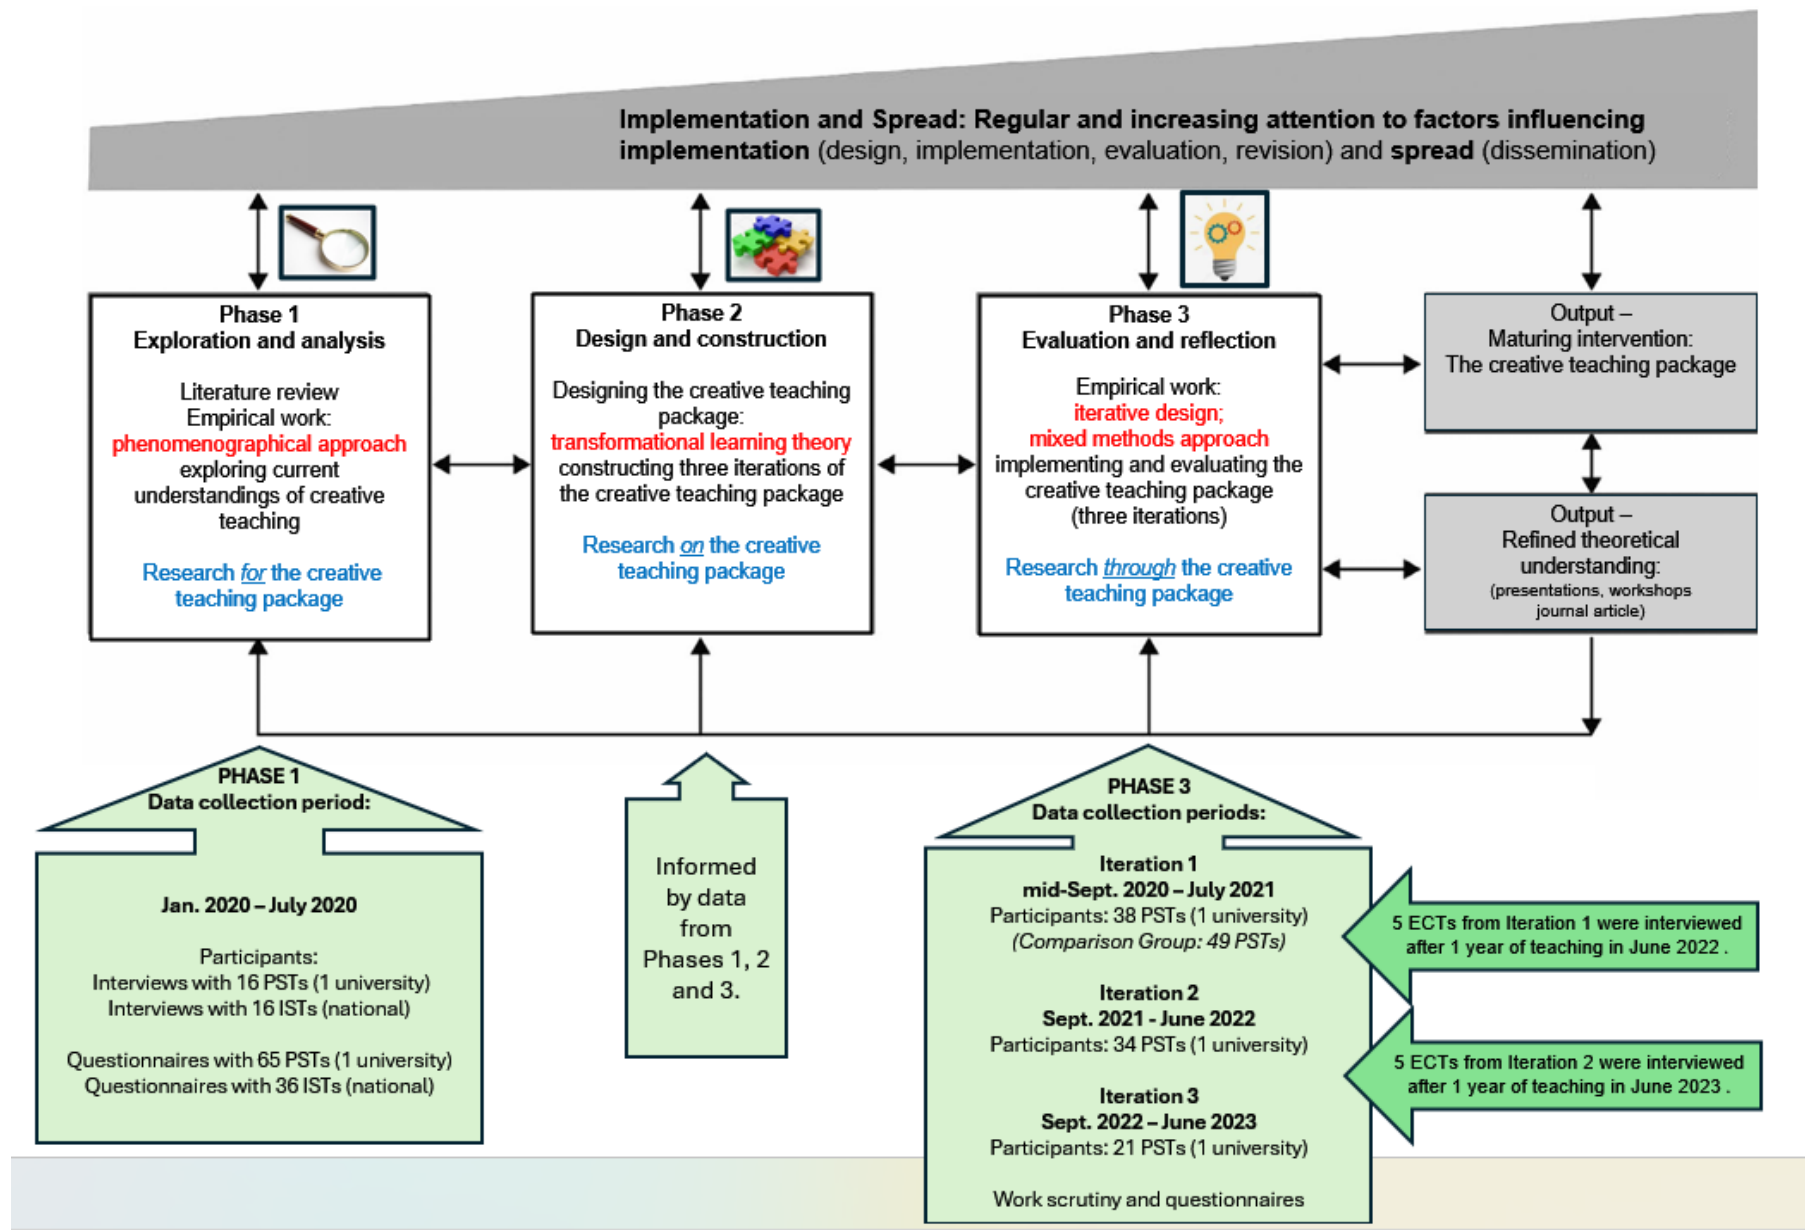 Implementation and Spread: Regular and increasing attention to factors influencing
implementation (design, implementation, evaluation, revision) and spread (dissemination)
Phase 1
Exploration and analysis
Literature review
Empirical work:
phenomenographical approach
exploring current
understandings of creative
teaching
Research for the creative
teaching package
Phase 2
Design and construction
Designing the creative teaching
package:
transformational learning theory
constructing three iterations of
the creative teaching package
Research on the creative
teaching package
Phase 3
Evaluation and reflection
Empirical work:
iterative design;
mixed methods approach
implementing and evaluating the
creative teaching package
(three iterations)
Research through the creative
teaching package
Output –
Maturing intervention:
The creative teaching package
Output –
Refined theoretical
understanding:
(presentations, workshops
journal article)
PHASE 1
Data collection period:
Jan. 2020 – July 2020
Participants:
Interviews with 16 PSTs (1 university)
Interviews with 16 ISTs (national)
Questionnaires with 65 PSTs (1 university)
Questionnaires with 36 ISTs (national)
Informed
by data
from
Phases 1, 2
and 3.
PHASE 3
Data collection periods:
Iteration 1
mid-Sept. 2020 – July 2021
Participants: 38 PSTs (1 university)
(Comparison Group: 49 PSTs)
Iteration 2
Sept. 2021 - June 2022
Participants: 34 PSTs (1 university)
Iteration 3
Sept. 2022 – June 2023
Participants: 21 PSTs (1 university)
Work scrutiny and questionnaires
5 ECTs from Iteration 1 were interviewed
after 1 year of teaching in June 2022 .
5 ECTs from Iteration 2 were interviewed
after 1 year of teaching in June 2023 .